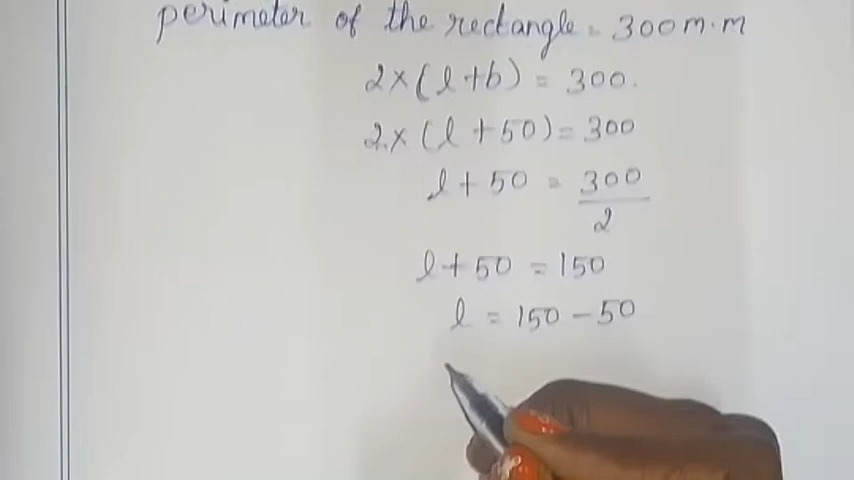 perimeter of the rectangle = 300m.m
2×(l+b) = 300.
2×(l+50)=300
l+50 = 300/2
l+50 =150
l = 150-50